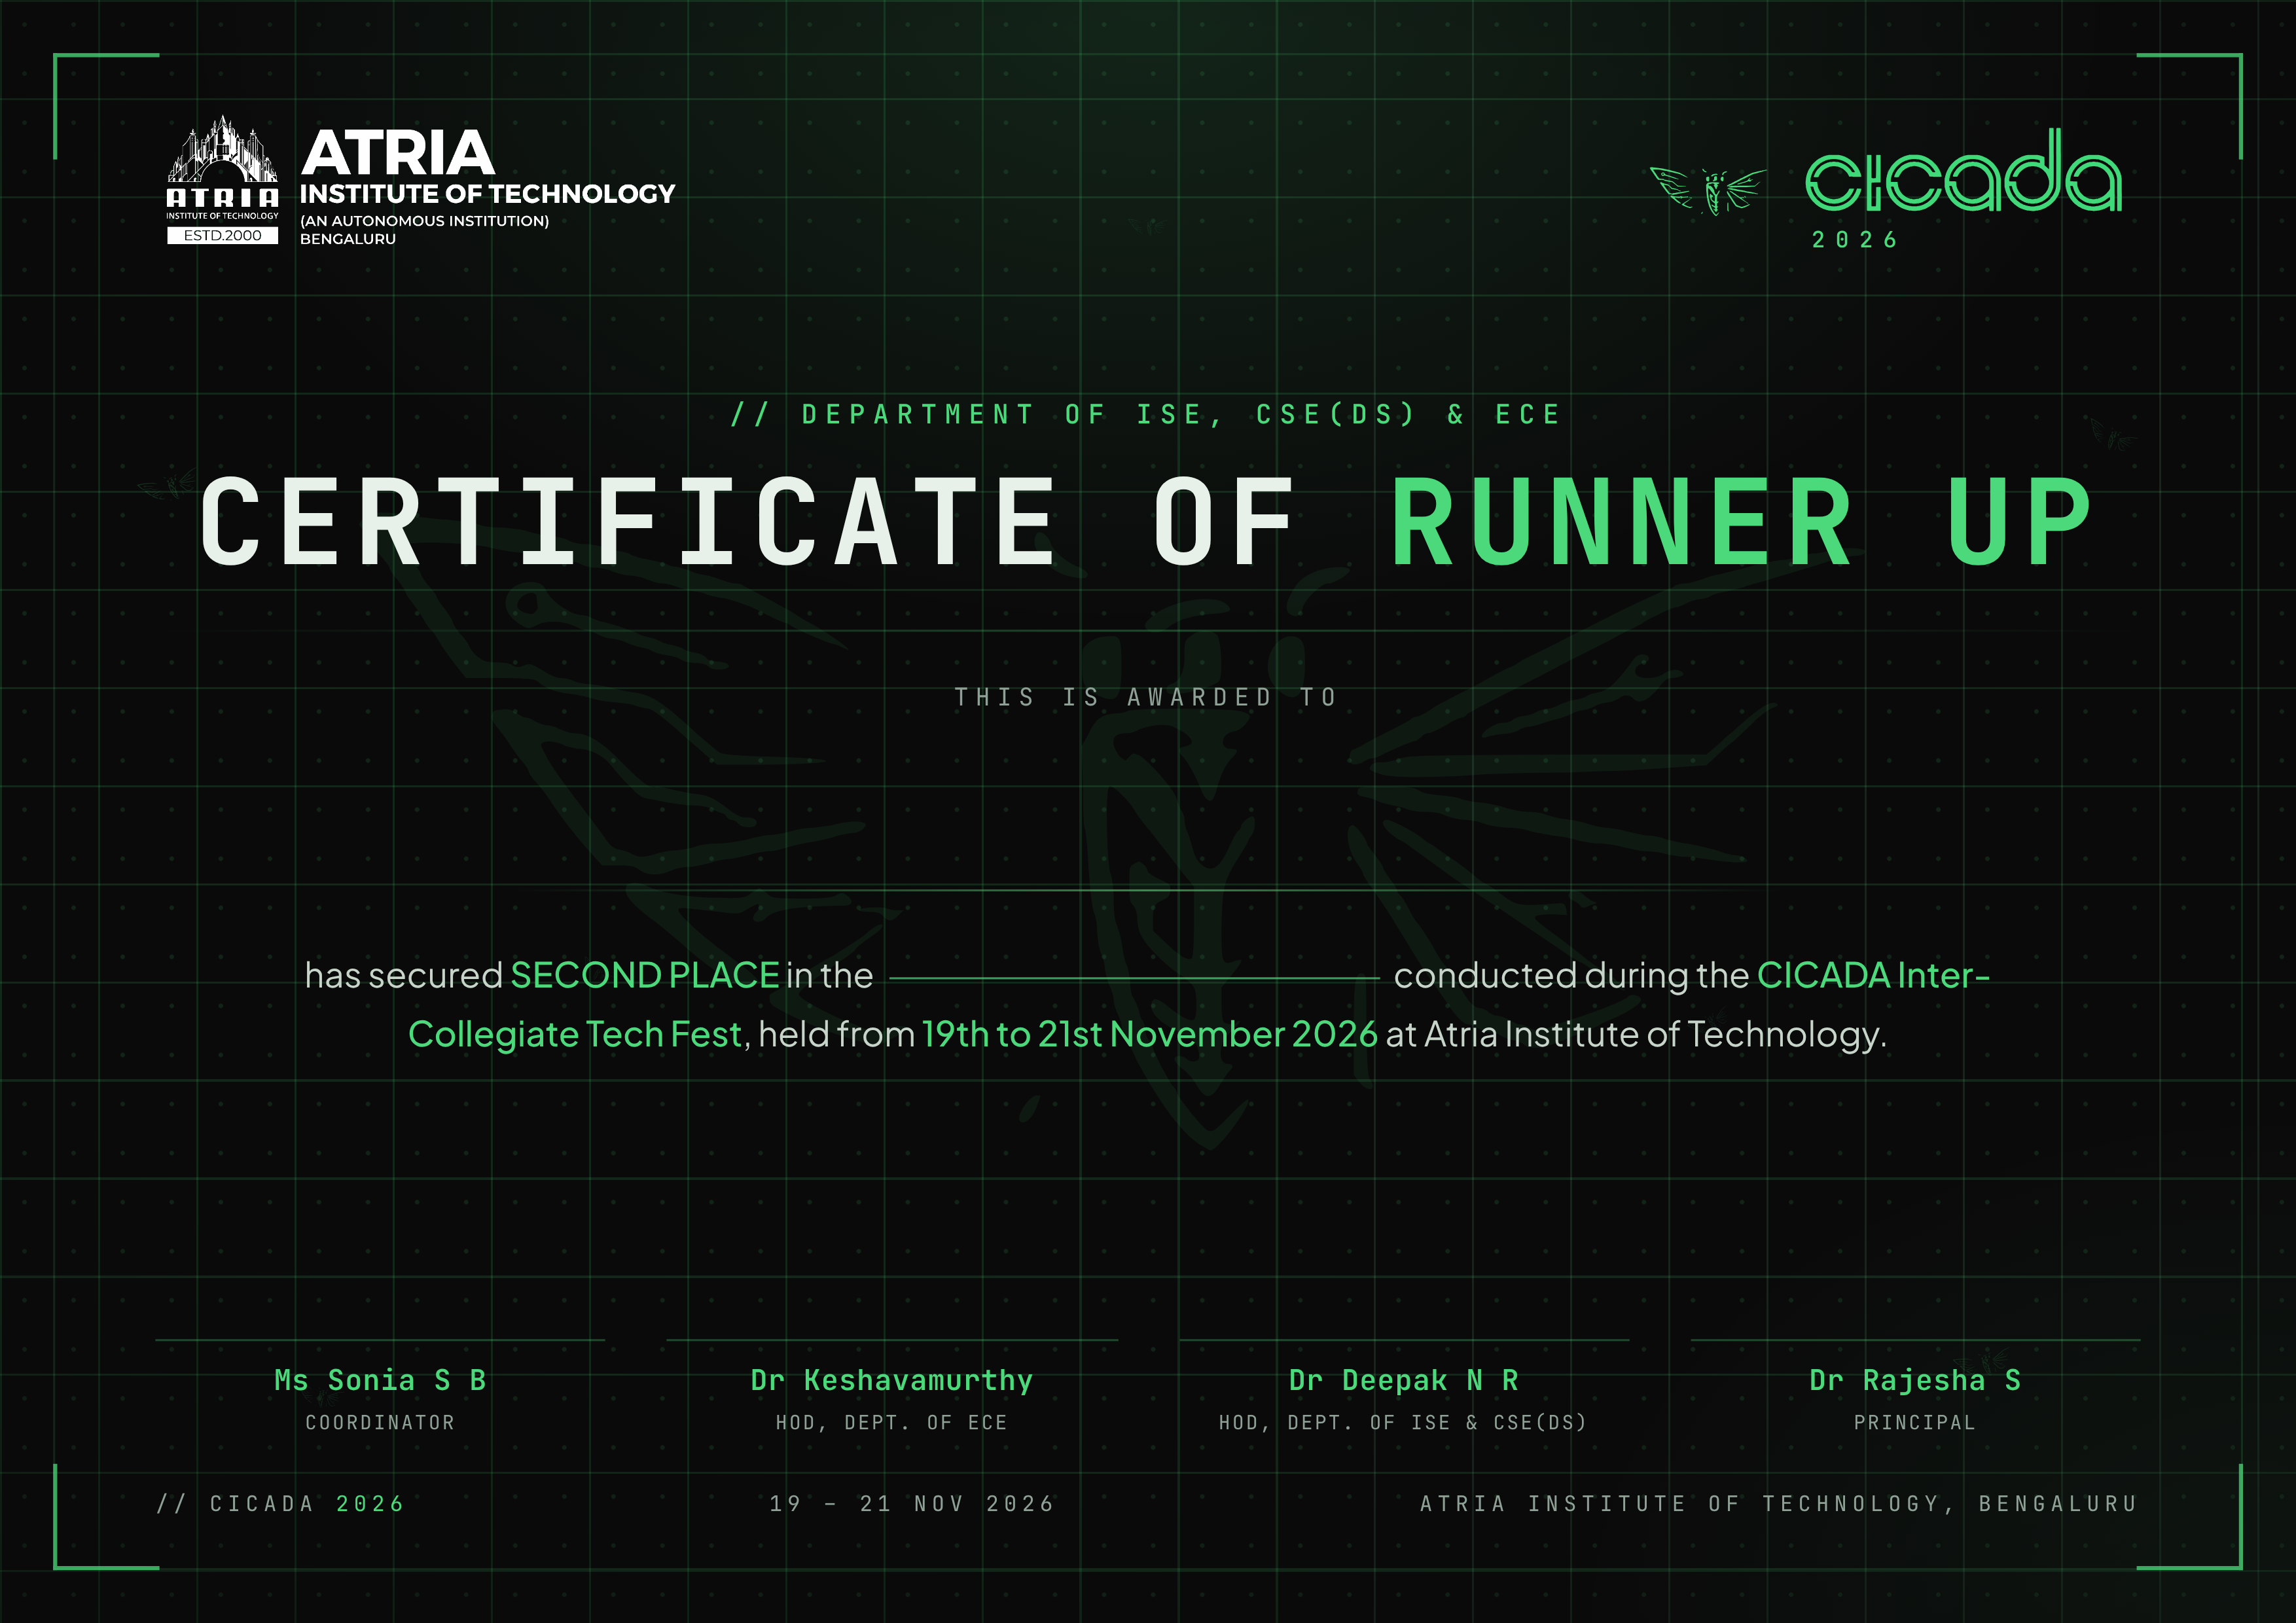 ATRIA
INSTITUTE OF TECHNOLOGY
ESTD.2000
ATRIA
INSTITUTE OF TECHNOLOGY
(AN AUTONOMOUS INSTITUTION)
BENGALURU
cicada
2026
// DEPARTMENT OF ISE, CSE(DS) & ECE
CERTIFICATE OF RUNNER UP
THIS IS AWARDED TO
has secured SECOND PLACE in the conducted during the CICADA Inter-
Collegiate Tech Fest, held from 19th to 21st November 2026 at Atria Institute of Technology.
Ms Sonia S B
COORDINATOR
Dr Keshavamurthy
HOD, DEPT. OF ECE
Dr Deepak N R
HOD, DEPT. OF ISE & CSE(DS)
Dr Rajesha S
PRINCIPAL
// CICADA 2026
19 – 21 NOV 2026
ATRIA INSTITUTE OF TECHNOLOGY, BENGALURU